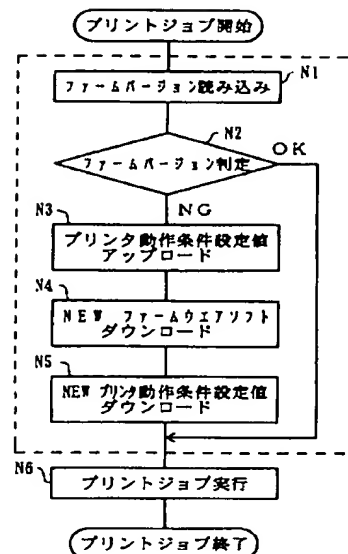 プリントジョブ開始
N1
ファームバージョン読み込み
N2
ファームバージョン判定
OK
NG
N3
プリンタ動作条件設定値
アップロード
N4
NEW ファームウエアソフト
ダウンロード
N5
NEW プリンタ動作条件設定値
ダウンロード
N6
プリントジョブ実行
プリントジョブ終了